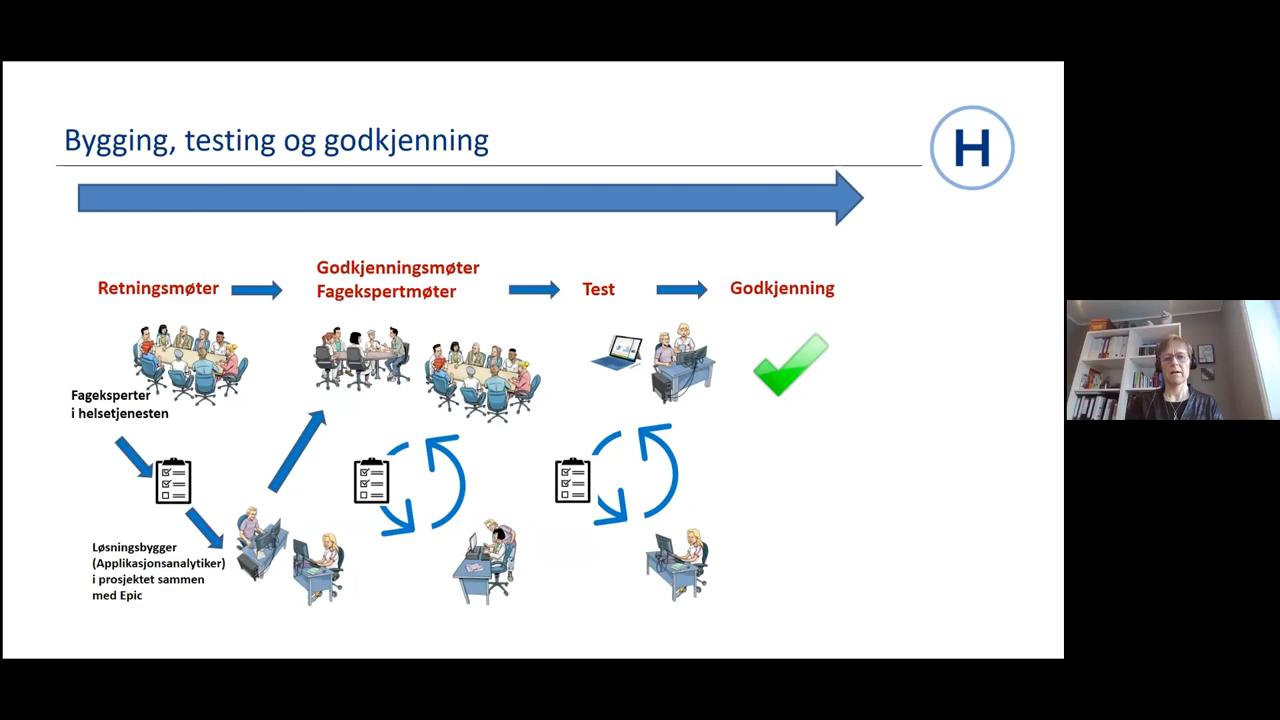 Bygging, testing og godkjenning
H
Retningsmøter
Godkjenningsmøter
Fagekspertmøter
Test
Godkjenning
Fageksperter
i helsetjenesten
Løsningsbygger
(Applikasjonsanalytiker)
i prosjektet sammen
med Epic